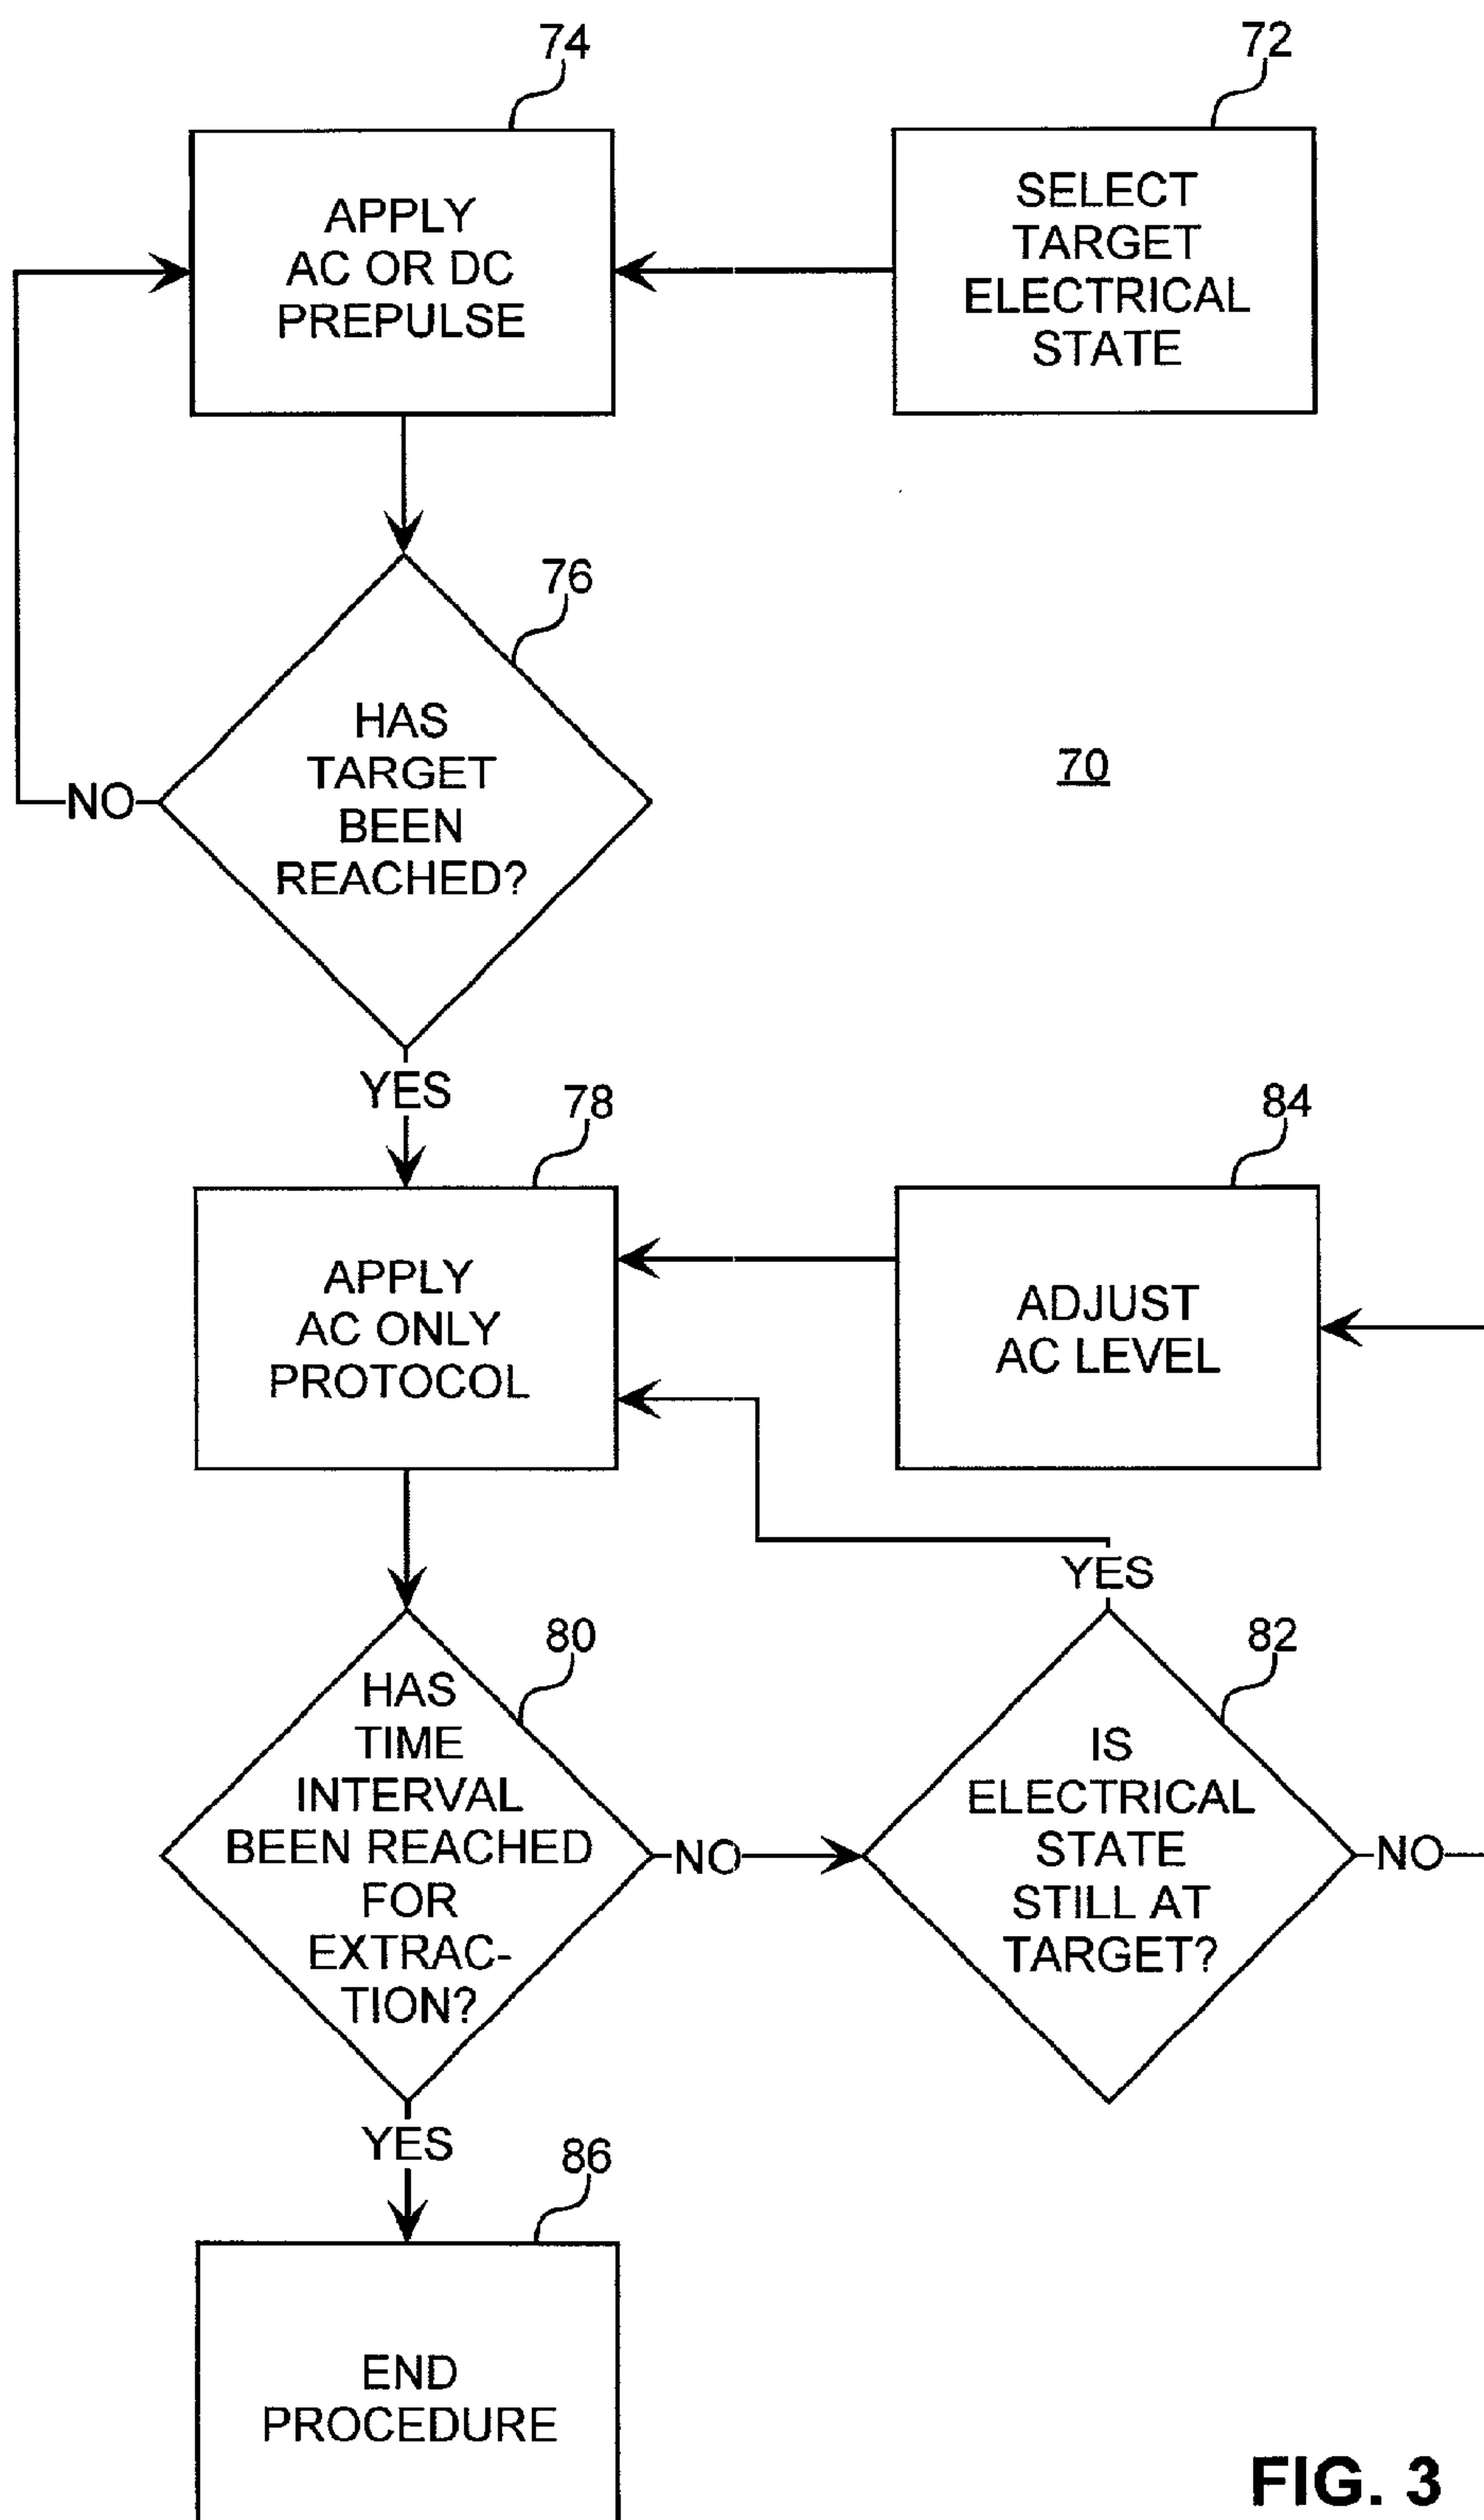 74
72
APPLY
AC OR DC
PREPULSE
SELECT
TARGET
ELECTRICAL
STATE
76
HAS
TARGET
BEEN
REACHED?
NO
70
YES
78
84
APPLY
AC ONLY
PROTOCOL
ADJUST
AC LEVEL
YES
80
82
HAS
TIME
INTERVAL
BEEN REACHED
FOR
EXTRAC-
TION?
NO
IS
ELECTRICAL
STATE
STILL AT
TARGET?
NO
YES
86
END
PROCEDURE
FIG. 3